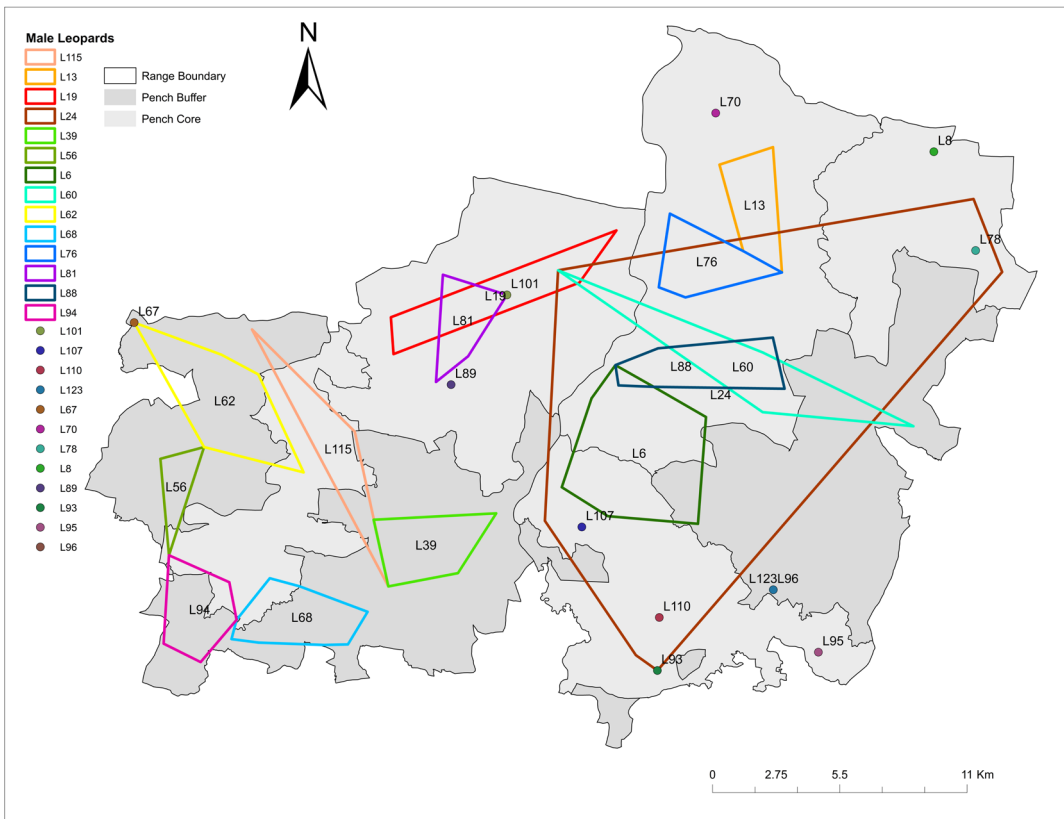 Male Leopards
L115
L13
L19
L24
L39
L56
L6
L60
L62
L68
L76
L81
L88
L94
L101
L107
L110
L123
L67
L70
L78
L8
L89
L93
L95
L96
Range Boundary
Pench Buffer
Pench Core
N
L70
L8
L13
L78
L76
L101
L19
L67
L81
L89
L88
L60
L24
L62
L115
L6
L56
L107
L39
L123L96
L94
L68
L110
L95
L93
0 2.75 5.5 11 Km